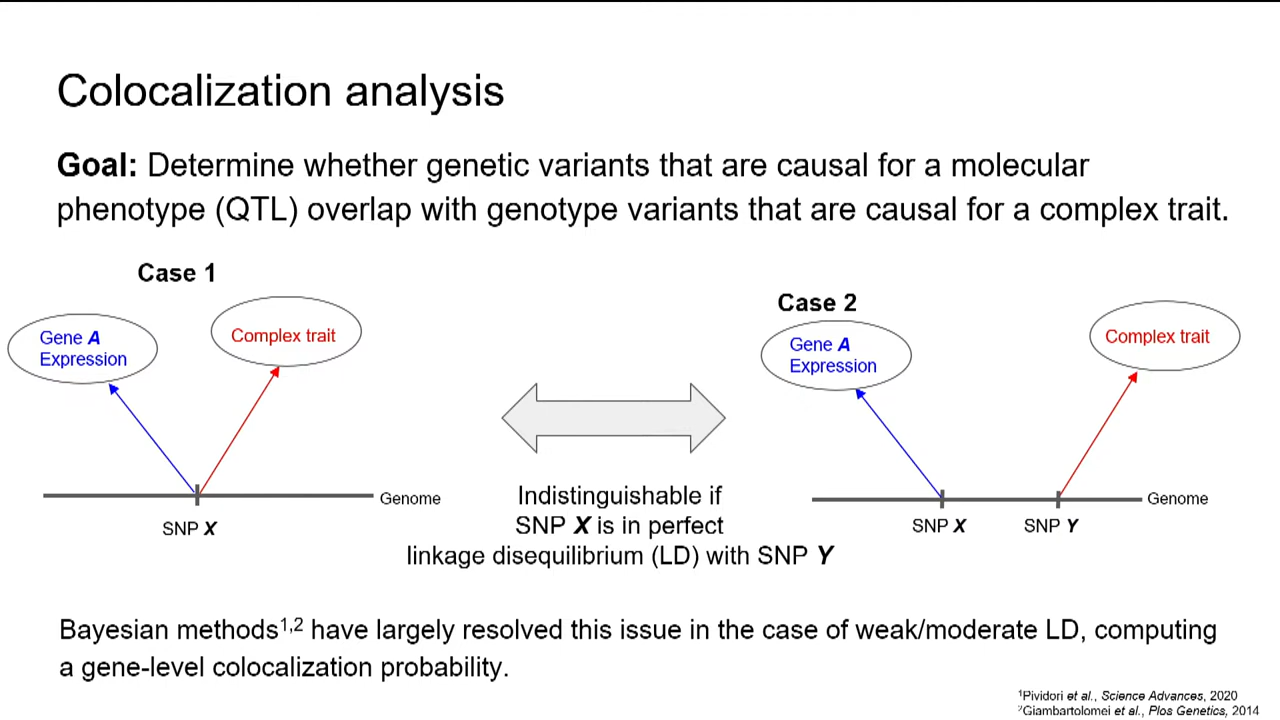 Colocalization analysis
Goal: Determine whether genetic variants that are causal for a molecular
phenotype (QTL) overlap with genotype variants that are causal for a complex trait.
Case 1
Gene A
Expression
Complex trait
Genome
SNP X
Indistinguishable if
SNP X is in perfect
linkage disequilibrium (LD) with SNP Y
Case 2
Gene A
Expression
Complex trait
Genome
SNP X
SNP Y
Bayesian methods1,2 have largely resolved this issue in the case of weak/moderate LD, computing
a gene-level colocalization probability.
1Pividori et al., Science Advances, 2020
2Giambartolomei et al., Plos Genetics, 2014